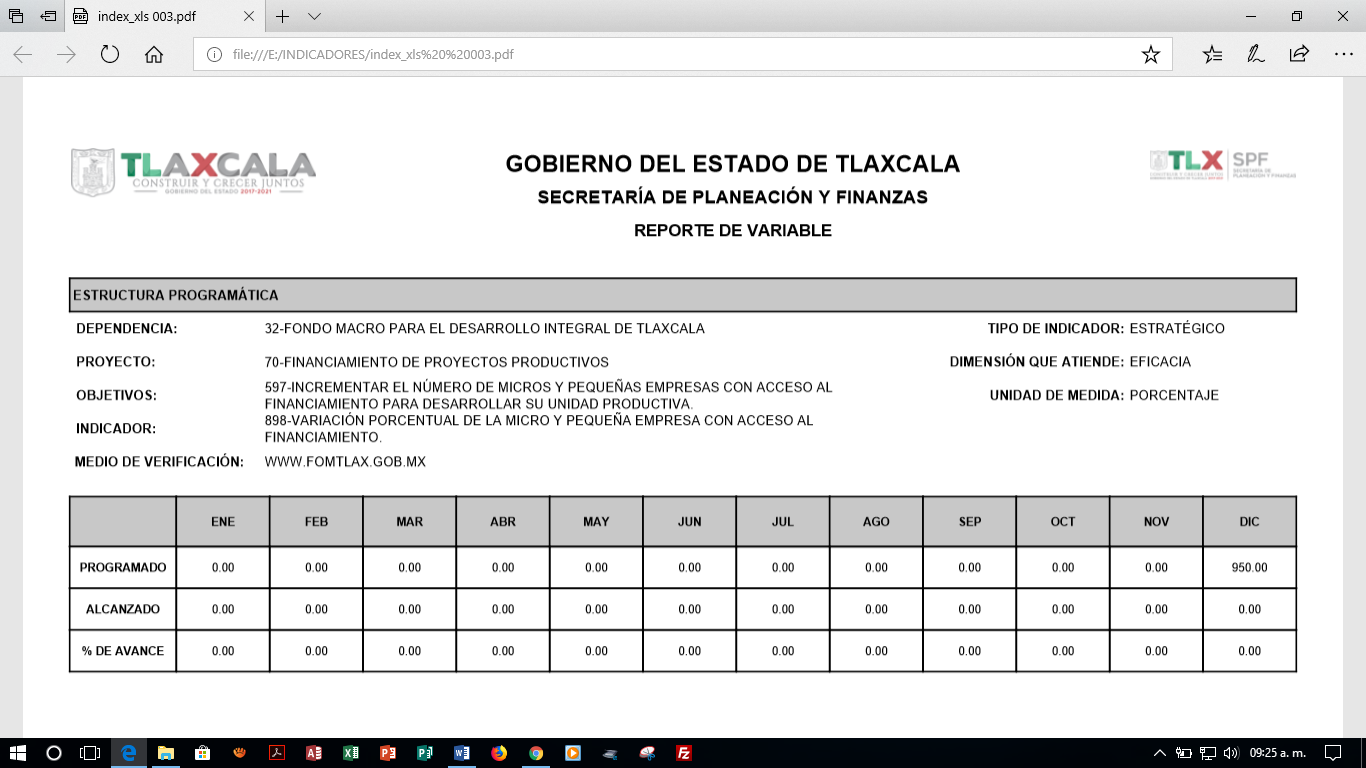 index_xls 003.pdf
file:///E:/INDICADORES/index_xls%20%20003.pdf
TLAXCALA
CONSTRUIR Y CRECER JUNTOS
GOBIERNO DEL ESTADO 2017-2021
GOBIERNO DEL ESTADO DE TLAXCALA
SECRETARÍA DE PLANEACIÓN Y FINANZAS
REPORTE DE VARIABLE
TLX SPF
SECRETARÍA DE
PLANEACIÓN Y FINANZAS
ESTRUCTURA PROGRAMÁTICA
DEPENDENCIA: 32-FONDO MACRO PARA EL DESARROLLO INTEGRAL DE TLAXCALA TIPO DE INDICADOR: ESTRATÉGICO
PROYECTO: 70-FINANCIAMIENTO DE PROYECTOS PRODUCTIVOS DIMENSIÓN QUE ATIENDE: EFICACIA
OBJETIVOS: 597-INCREMENTAR EL NÚMERO DE MICROS Y PEQUEÑAS EMPRESAS CON ACCESO AL
FINANCIAMIENTO PARA DESARROLLAR SU UNIDAD PRODUCTIVA. UNIDAD DE MEDIDA: PORCENTAJE
INDICADOR: 898-VARIACIÓN PORCENTUAL DE LA MICRO Y PEQUEÑA EMPRESA CON ACCESO AL
FINANCIAMIENTO.
MEDIO DE VERIFICACIÓN: WWW.FOMTLAX.GOB.MX
ENE FEB MAR ABR MAY JUN JUL AGO SEP OCT NOV DIC
PROGRAMADO 0.00 0.00 0.00 0.00 0.00 0.00 0.00 0.00 0.00 0.00 0.00 950.00
ALCANZADO 0.00 0.00 0.00 0.00 0.00 0.00 0.00 0.00 0.00 0.00 0.00 0.00
% DE AVANCE 0.00 0.00 0.00 0.00 0.00 0.00 0.00 0.00 0.00 0.00 0.00 0.00
09:25 a. m.